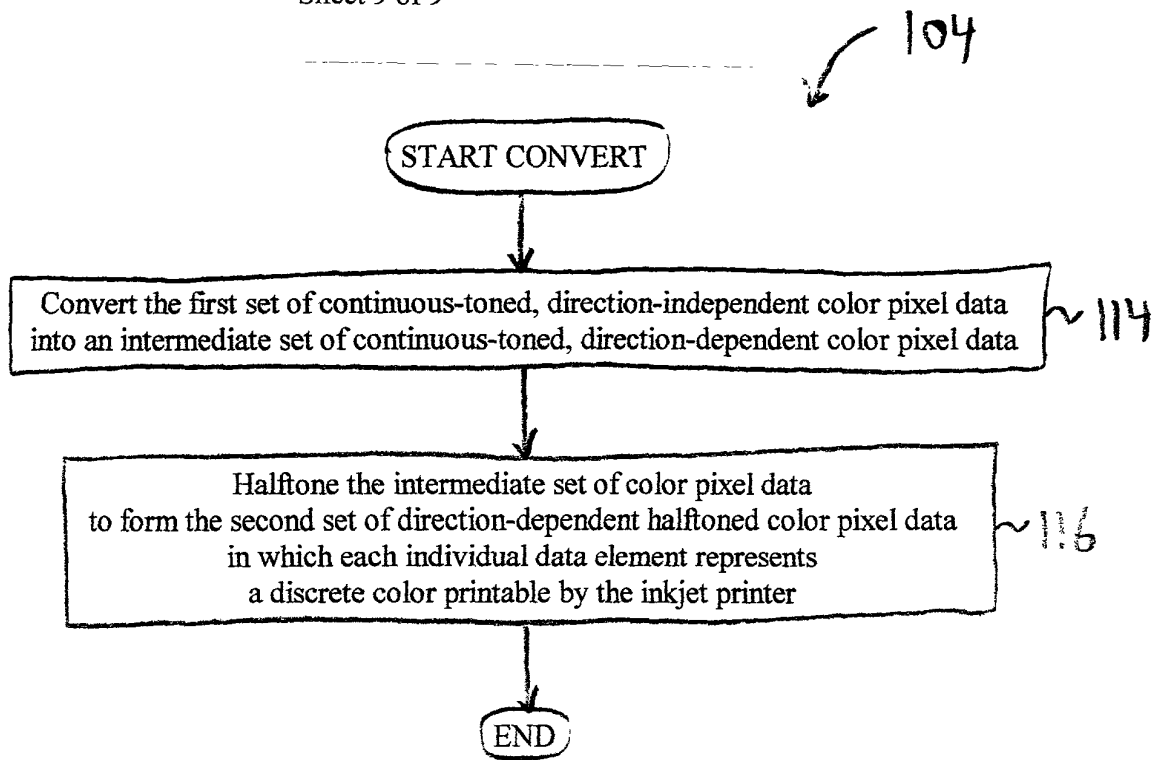 104
START CONVERT
Convert the first set of continuous-toned, direction-independent color pixel data
into an intermediate set of continuous-toned, direction-dependent color pixel data
114
Halftone the intermediate set of color pixel data
to form the second set of direction-dependent halftoned color pixel data
in which each individual data element represents
a discrete color printable by the inkjet printer
116
END